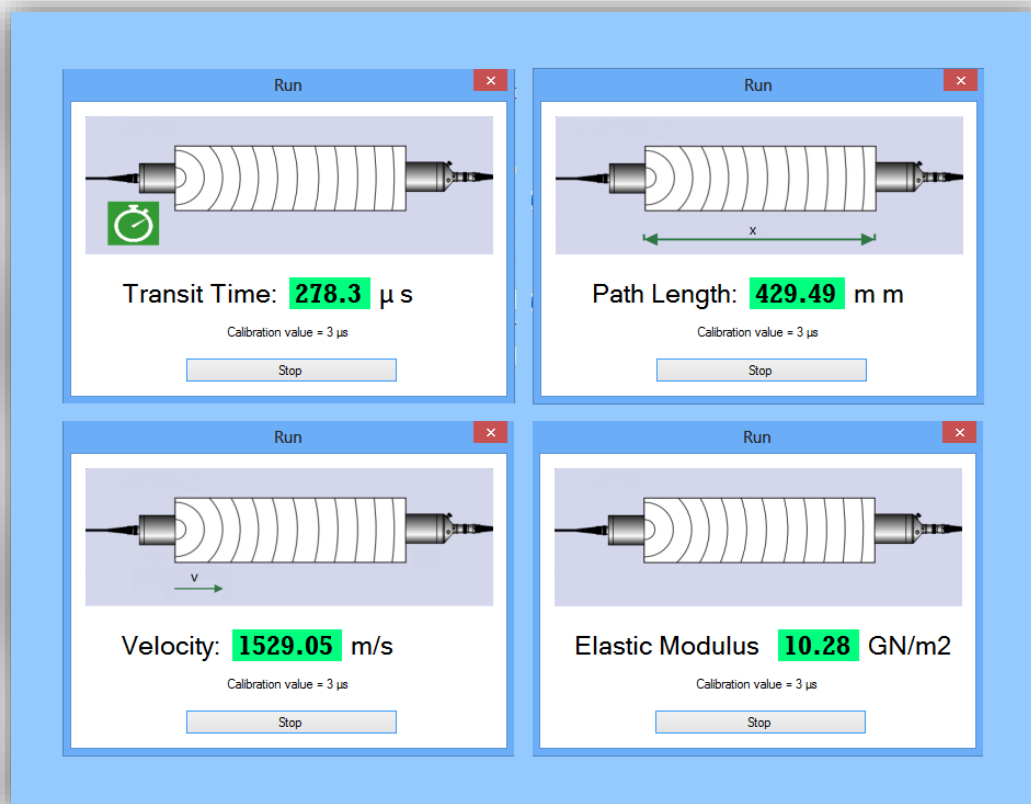 Run
Transit Time: 278.3 µ s
Calibration value = 3 µs
Stop
Run
x
Path Length: 429.49 m m
Calibration value = 3 µs
Stop
Run
v
Velocity: 1529.05 m/s
Calibration value = 3 µs
Stop
Run
Elastic Modulus 10.28 GN/m2
Calibration value = 3 µs
Stop